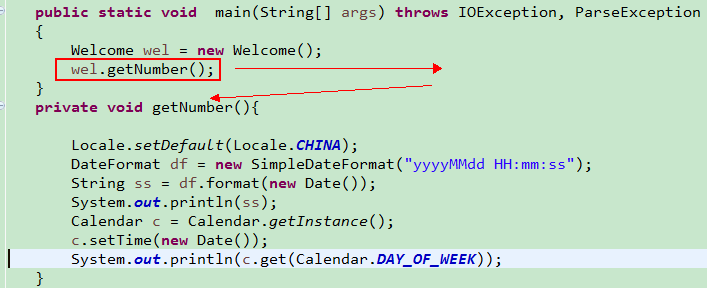 public static void  main(String[] args) throws IOException, ParseException
{
Welcome wel = new Welcome();
wel.getNumber();
}
private void getNumber(){
Locale.setDefault(Locale.CHINA);
DateFormat df = new SimpleDateFormat("yyyyMMdd HH:mm:ss");
String ss = df.format(new Date());
System.out.println(ss);
Calendar c = Calendar.getInstance();
c.setTime(new Date());
System.out.println(c.get(Calendar.DAY_OF_WEEK));
}